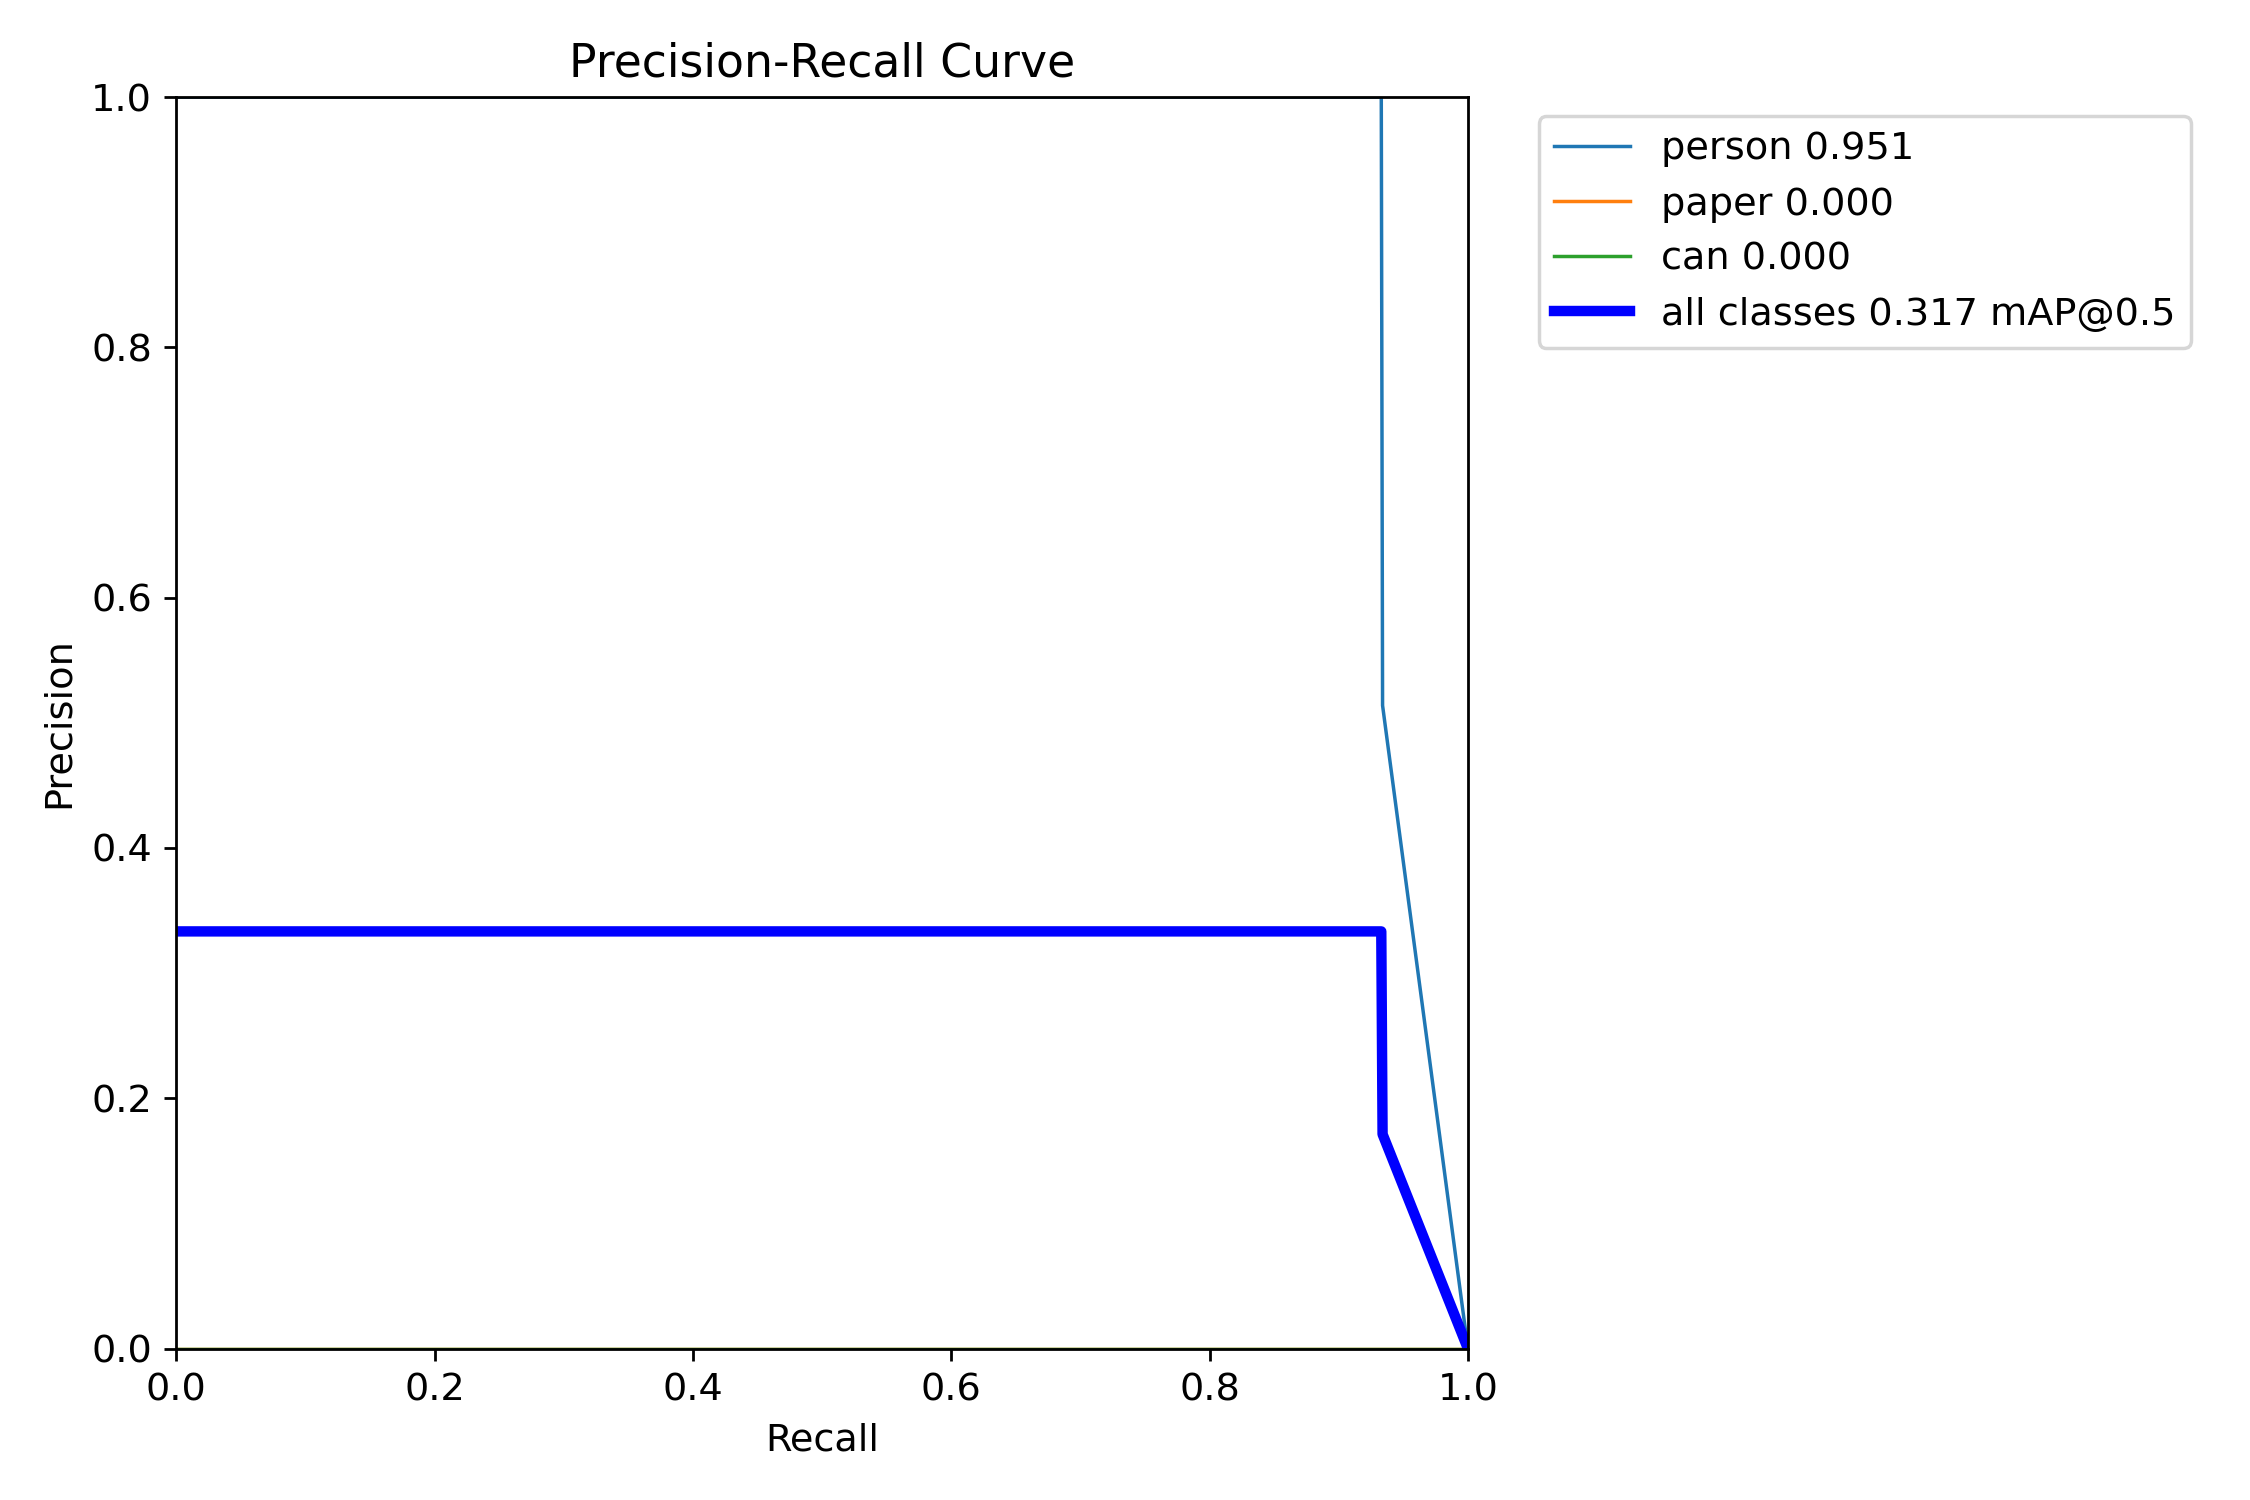 Precision-Recall Curve
1.0
0.8
0.6
0.4
0.2
0.0
Precision
0.0 0.2 0.4 0.6 0.8 1.0
Recall
person 0.951
paper 0.000
can 0.000
all classes 0.317 mAP@0.5